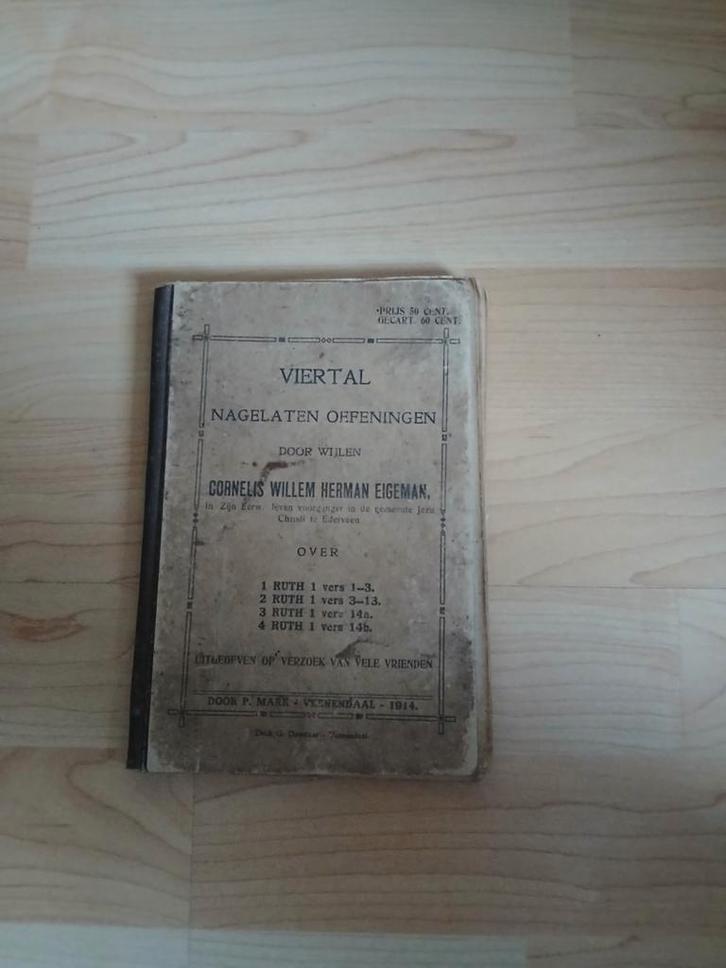 PRIJS 50 CENT.
GECART. 60 CENT.
VIERTAL
NAGELATEN OEFENINGEN
DOOR WIJLEN
CORNELIS WILLEM HERMAN EIGEMAN,
in Zijn Eerw. leven voorganger in de gemeente Jezu
Christi te Ederveen
OVER
1 RUTH 1 vers 1-3.
2 RUTH 1 vers 3-13.
3 RUTH 1 vers 14a.
4 RUTH 1 vers 14b.
UITGEGEVEN OP VERZOEK VAN VELE VRIENDEN
DOOR P. MARK - VEENENDAAL - 1914.
Druk G.